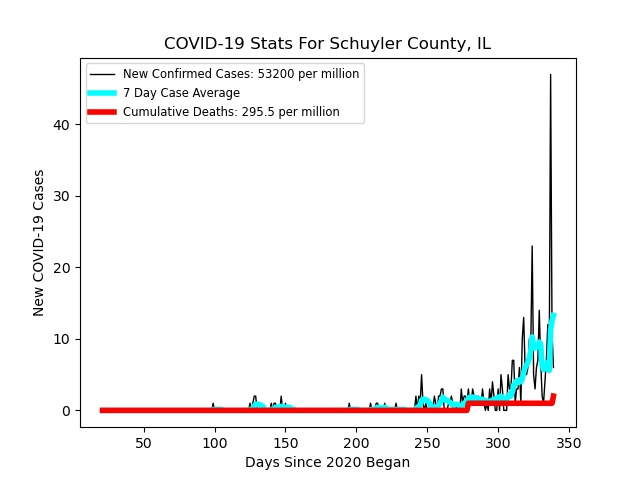 COVID-19 Stats For Schuyler County, IL
New Confirmed Cases: 53200 per million
7 Day Case Average
Cumulative Deaths: 295.5 per million
New COVID-19 Cases
40
30
20
10
0
50 100 150 200 250 300 350
Days Since 2020 Began